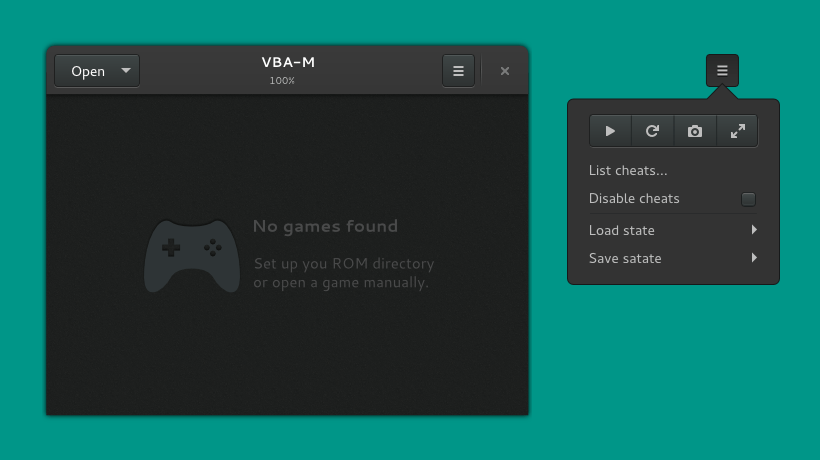 Open
VBA-M
100%
No games found
Set up you ROM directory
or open a game manually.
List cheats...
Disable cheats
Load state
Save satate